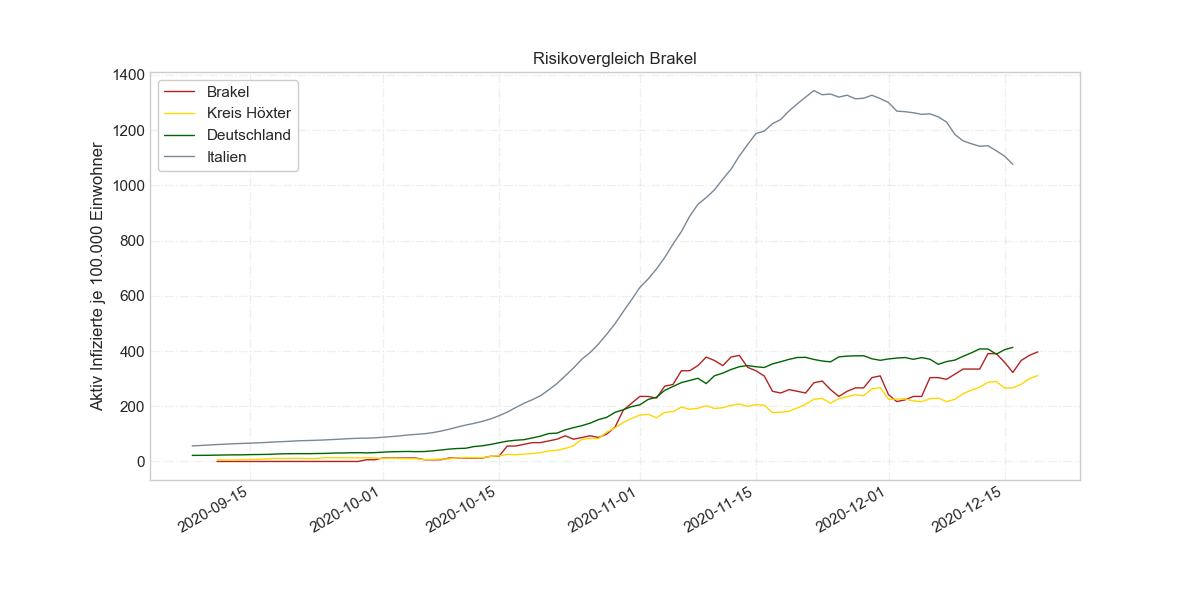 Risikovergleich Brakel
Aktiv Infizierte je 100.000 Einwohner
1400
1200
1000
800
600
400
200
0
Brakel
Kreis Höxter
Deutschland
Italien
2020-09-15
2020-10-01
2020-10-15
2020-11-01
2020-11-15
2020-12-01
2020-12-15